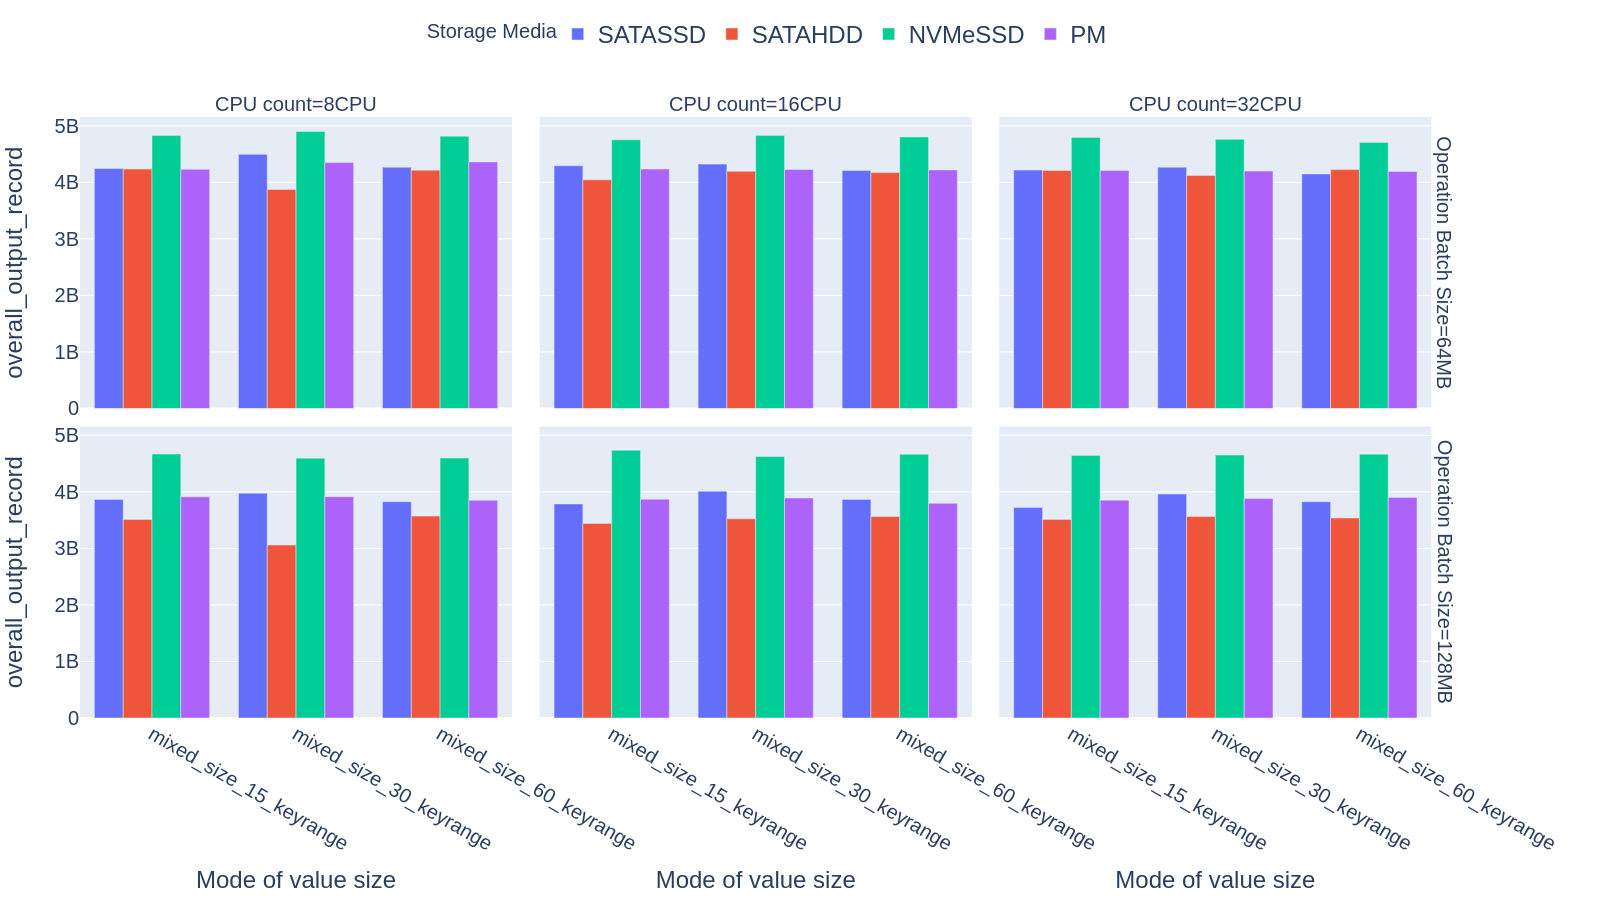 Storage Media SATASSD SATAHDD NVMeSSD PM
CPU count=8CPU CPU count=16CPU CPU count=32CPU
overall_output_record
5B
4B
3B
2B
1B
0
Operation Batch Size=64MB
overall_output_record
5B
4B
3B
2B
1B
0
Operation Batch Size=128MB
mixed_size_15_keyrange
mixed_size_30_keyrange
mixed_size_60_keyrange
mixed_size_15_keyrange
mixed_size_30_keyrange
mixed_size_60_keyrange
mixed_size_15_keyrange
mixed_size_30_keyrange
mixed_size_60_keyrange
Mode of value size Mode of value size Mode of value size